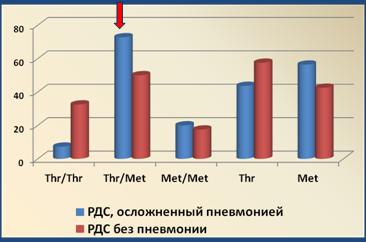 80
60
40
20
0
Thr/Thr Thr/Met Met/Met Thr Met
РДС, осложненный пневмонией
РДС без пневмонии